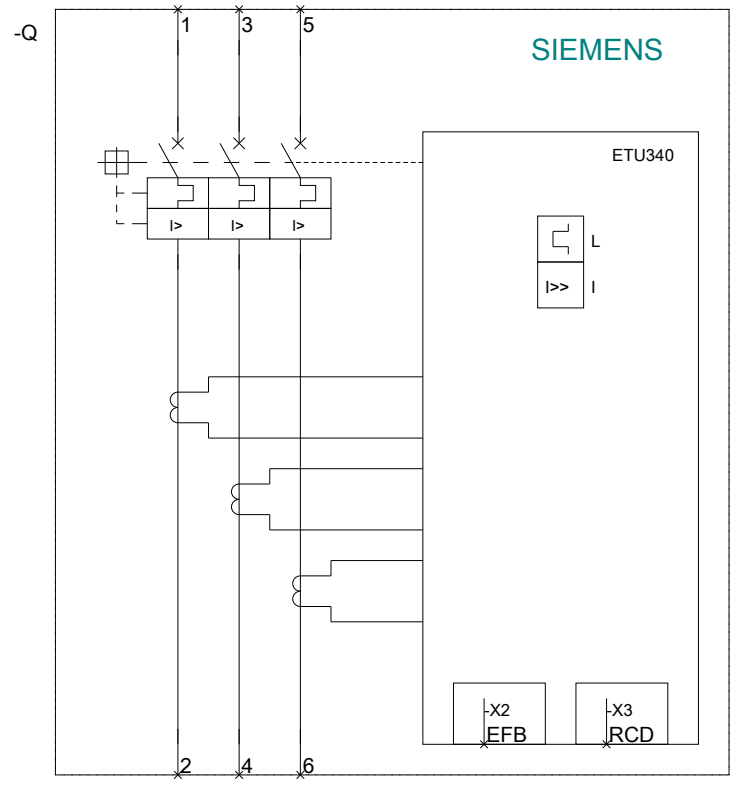 -Q
1 3 5
SIEMENS
ETU340
I> I> I>
L
I>> I
-X2 -X3
EFB RCD
2 4 6